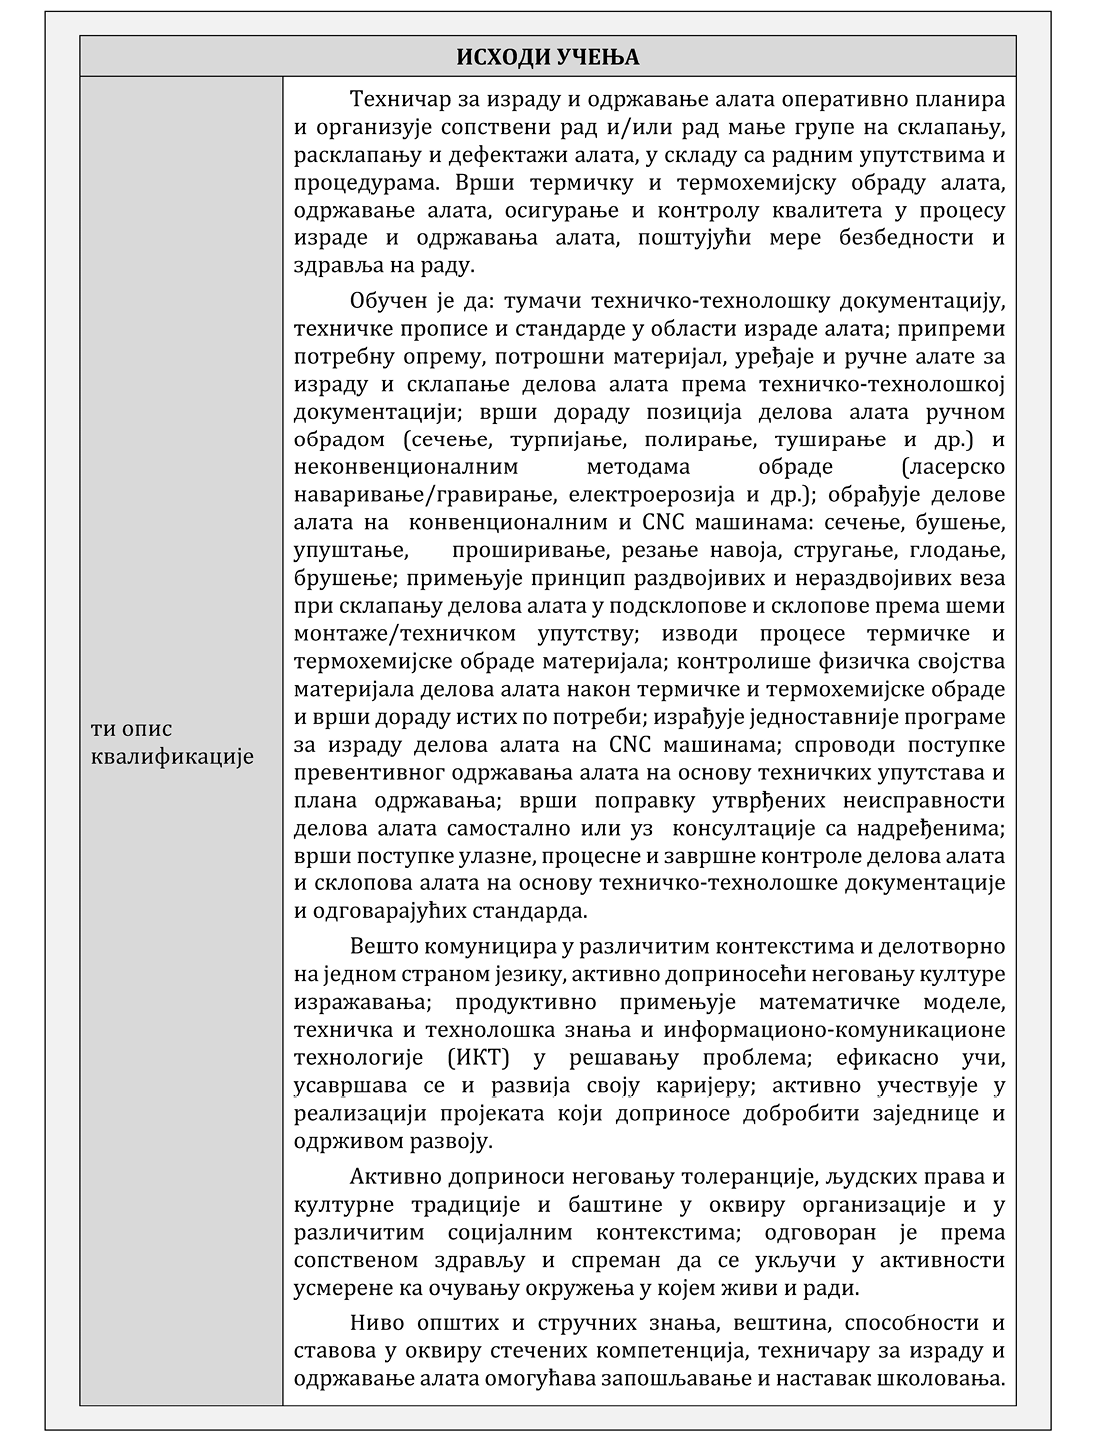 ИСХОДИ УЧЕЊА
ти опис
квалификације
Техничар за израду и одржавање алата оперативно планира
и организује сопствени рад и/или рад мање групе на склапању,
расклапању и дефектажи алата, у складу са радним упутствима и
процедурама. Врши термичку и термохемијску обраду алата,
одржавање алата, осигурање и контролу квалитета у процесу
израде и одржавања алата, поштујући мере безбедности и
здравља на раду.
Обучен је да: тумачи техничко-технолошку документацију,
техничке прописе и стандарде у области израде алата; припреми
потребну опрему, потрошни материјал, уређаје и ручне алате за
израду и склапање делова алата према техничко-технолошкој
документацији; врши дораду позиција делова алата ручном
обрадом (сечење, турпијање, полирање, туширање и др.) и
неконвенционалним методама обраде (ласерско
наваривање/гравирање, електроерозија и др.); обрађује делове
алата на конвенционалним и CNC машинама: сечење, бушење,
упуштање, проширивање, резање навоја, стругање, глодање,
брушење; примењује принцип раздвојивих и нераздвојивих веза
при склапању делова алата у подсклопове и склопове према шеми
монтаже/техничком упутству; изводи процесе термичке и
термохемијске обраде материјала; контролише физичка својства
материјала делова алата након термичке и термохемијске обраде
и врши дораду истих по потреби; израђује једноставније програме
за израду делова алата на CNC машинама; спроводи поступке
превентивног одржавања алата на основу техничких упутстава и
плана одржавања; врши поправку утврђених неисправности
делова алата самостално или уз консултације са надређенима;
врши поступке улазне, процесне и завршне контроле делова алата
и склопова алата на основу техничко-технолошке документације
и одговарајућих стандарда.
Вешто комуницира у различитим контекстима и делотворно
на једном страном језику, активно доприносећи неговању културе
изражавања; продуктивно примењује математичке моделе,
техничка и технолошка знања и информационо-комуникационе
технологије (ИКТ) у решавању проблема; ефикасно учи,
усавршава се и развија своју каријеру; активно учествује у
реализацији пројеката који доприносе добробити заједнице и
одрживом развоју.
Активно доприноси неговању толеранције, људских права и
културне традиције и баштине у оквиру организације и у
различитим социјалним контекстима; одговоран је према
сопственом здрављу и спреман да се укључи у активности
усмерене ка очувању окружења у којем живи и ради.
Ниво општих и стручних знања, вештина, способности и
ставова у оквиру стечених компетенција, техничару за израду и
одржавање алата омогућава запошљавање и наставак школовања.